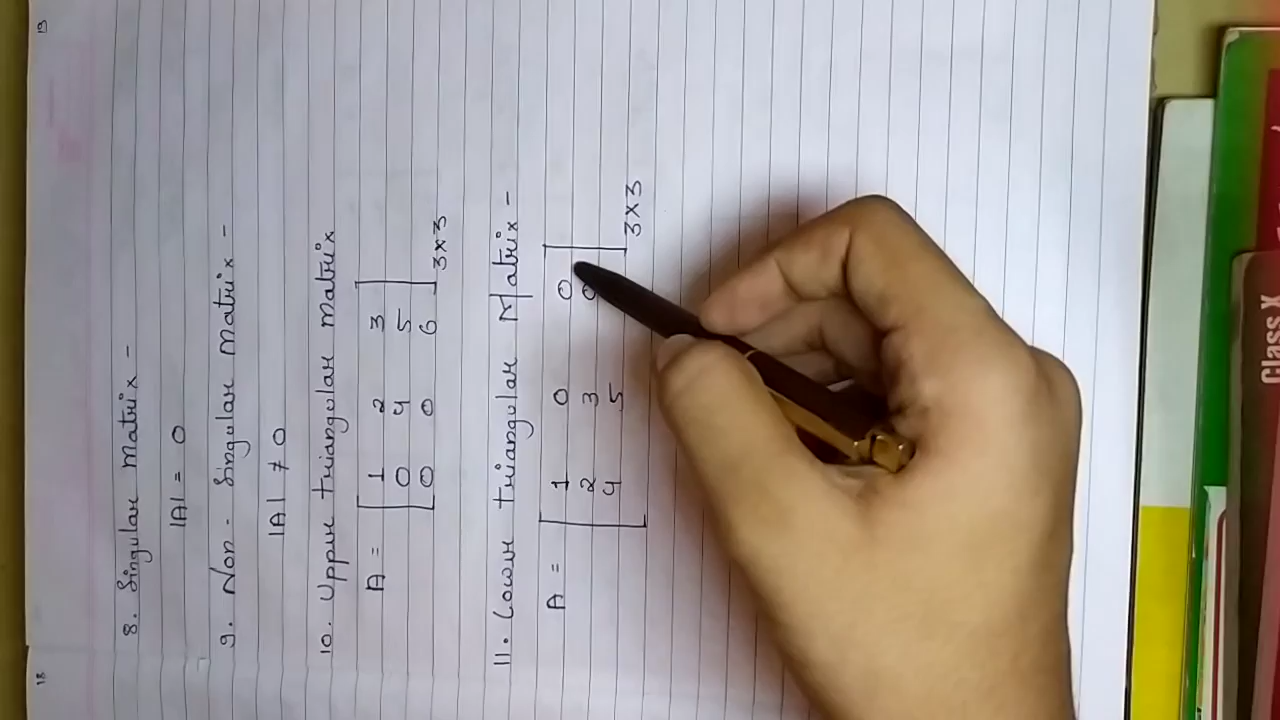 8. Singular Matrix -
|A| = 0
9. Non - Singular Matrix -
|A| ≠ 0
10. Upper triangular Matrix
A = [ 1 2 3
0 4 5
0 0 6 ] 3×3
11. Lower triangular Matrix -
A = [ 1 0 0
2 3 0
4 5 ] 3×3
18
19
Class X